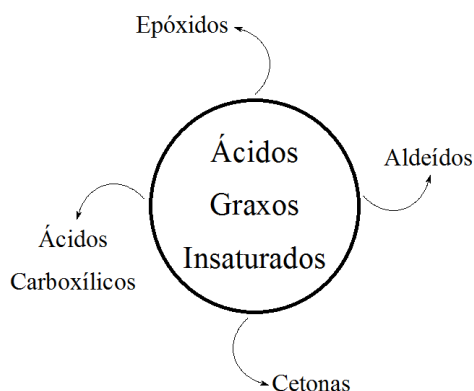 Epóxidos
Ácidos
Graxos
Insaturados
Aldeídos
Ácidos
Carboxílicos
Cetonas